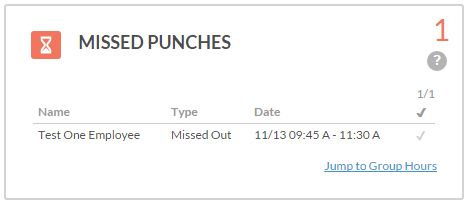 MISSED PUNCHES
1
?
1/1
Name Type Date ✔
Test One Employee Missed Out 11/13 09:45 A - 11:30 A ✔
Jump to Group Hours